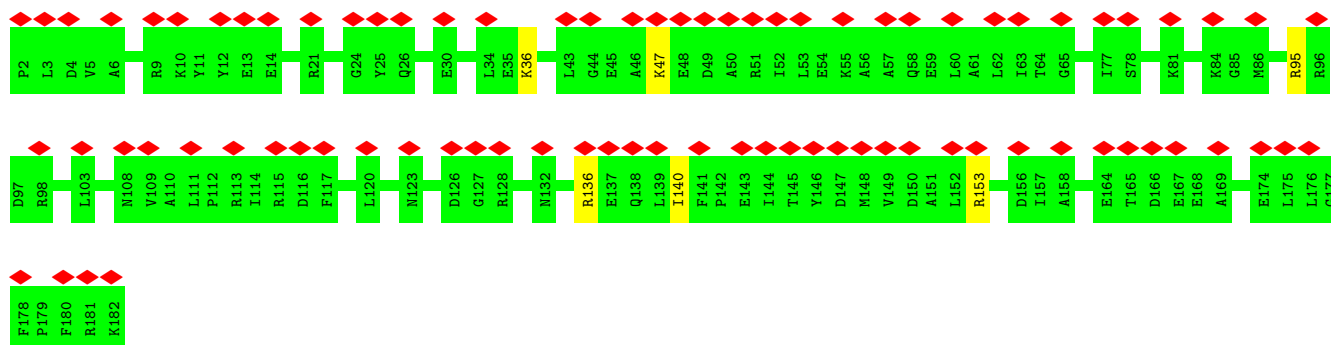 P2 L3 D4 V5 A6 R9 K10 Y11 Y12 E13 E14 R21 G24 Y25 Q26 E30 L34 E35 K36 L43 G44 E45 A46 K47 E48 D49 A50 R51 I52 L53 E54 K55 A56 A57 Q58 E59 L60 A61 L62 I63 T64 G65 I77 S78 K81 K84 G85 M86 R95 R96
D97 R98 L103 N108 V109 A110 L111 P112 R113 I114 R115 D116 F117 L120 N123 D126 G127 R128 N132 R136 E137 Q138 L139 I140 F141 P142 E143 I144 T145 Y146 D147 M148 V149 D150 A151 L152 R153 D156 I157 A158 E164 T165 D166 E167 E168 A169 E174 L175 L176 G177
F178 P179 F180 R181 K182